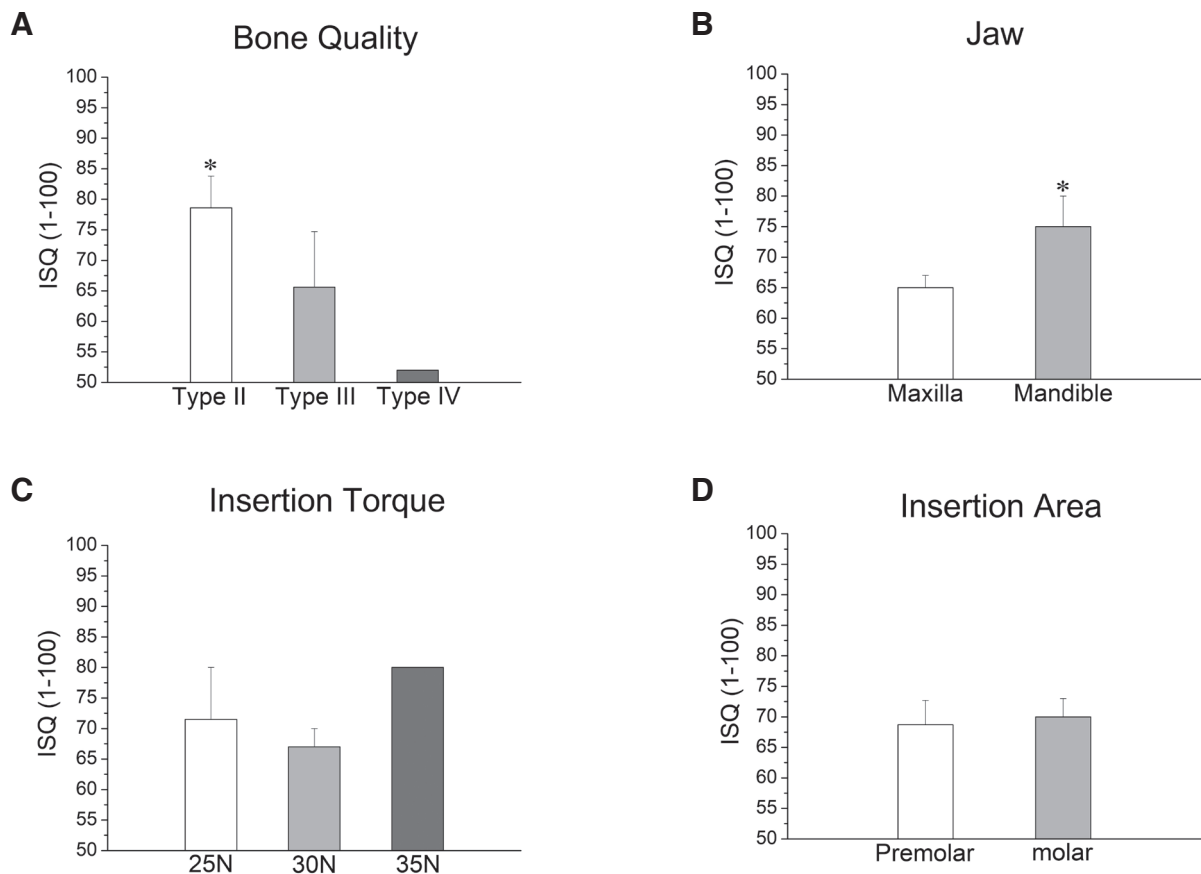 A
Bone Quality
ISQ (1-100)
100
95
90
85
80
75
70
65
60
55
50
*
Type II Type III Type IV
B
Jaw
ISQ (1-100)
100
95
90
85
80
75
70
65
60
55
50
*
Maxilla Mandible
C
Insertion Torque
ISQ (1-100)
100
95
90
85
80
75
70
65
60
55
50
25N 30N 35N
D
Insertion Area
ISQ (1-100)
100
95
90
85
80
75
70
65
60
55
50
Premolar molar